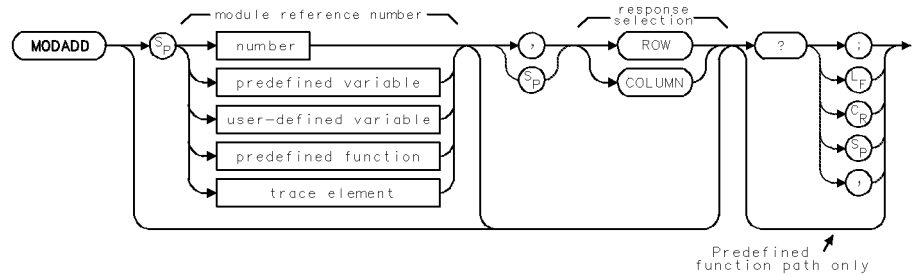 module reference number
response
selection
MODADD
SP
number
,
ROW
?
;
predefined variable
SP
COLUMN
LF
user-defined variable
CR
predefined function
SP
trace element
,
Predefined
function path only